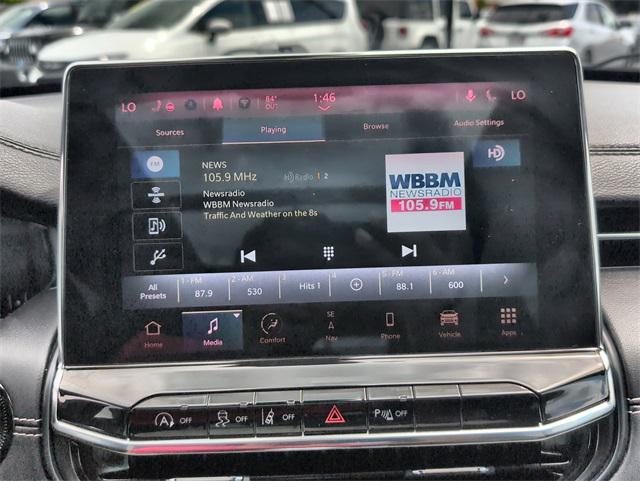 LO 84° OUT 1:46 LO
Sources Playing Browse Audio Settings
FM
NEWS
105.9 MHz HD Radio 1 2
Newsradio
WBBM Newsradio
Traffic And Weather on the 8s
WBBM
NEWSRADIO
105.9FM
HD
All Presets
1 - FM 87.9
2 - AM 530
3 Hits 1
4
5 - FM 88.1
6 - AM 600
Home Media Comfort SE Nav Phone Vehicle Apps
A OFF OFF OFF P OFF